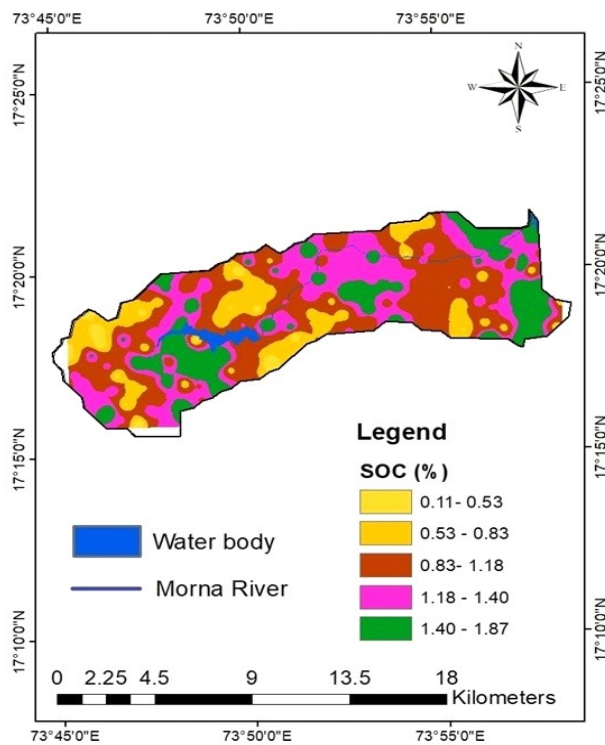 73°45'0"E 73°50'0"E 73°55'0"E
N
W E
S
17°25'0"N 17°25'0"N
17°20'0"N 17°20'0"N
17°15'0"N 17°15'0"N
17°10'0"N 17°10'0"N
Legend
SOC (%)
0.11- 0.53
0.53 - 0.83
0.83- 1.18
1.18 - 1.40
1.40 - 1.87
Water body
Morna River
0 2.25 4.5 9 13.5 18
Kilometers
73°45'0"E 73°50'0"E 73°55'0"E